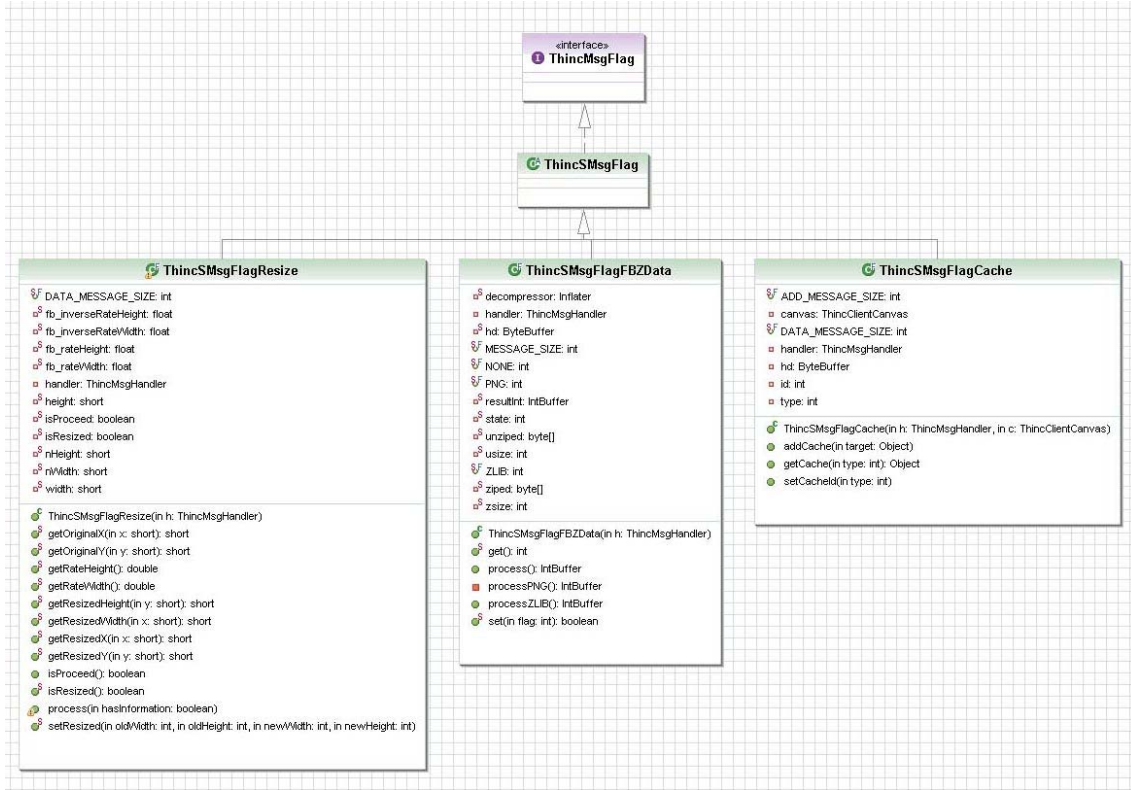 «interface»
I ThincMsgFlag
C ThincSMsgFlag
ThincSMsgFlagResize
DATA_MESSAGE_SIZE: int
fb_inverseRateHeight: float
fb_inverseRateWidth: float
fb_rateHeight: float
fb_rateWidth: float
handler: ThincMsgHandler
height: short
isProceed: boolean
isResized: boolean
nHeight: short
nWidth: short
width: short
ThincSMsgFlagResize(in h: ThincMsgHandler)
getOriginalX(in x: short): short
getOriginalY(in y: short): short
getRateHeight(): double
getRateWidth(): double
getResizedHeight(in y: short): short
getResizedWidth(in x: short): short
getResizedX(in x: short): short
getResizedY(in y: short): short
isProceed(): boolean
isResized(): boolean
process(in hasInformation: boolean)
setResized(in oldWidth: int, in oldHeight: int, in newWidth: int, in newHeight: int)
ThincSMsgFlagFBZData
decompressor: Inflater
handler: ThincMsgHandler
hd: ByteBuffer
MESSAGE_SIZE: int
NONE: int
PNG: int
resultInt: IntBuffer
state: int
unziped: byte[]
usize: int
ZLIB: int
ziped: byte[]
zsize: int
ThincSMsgFlagFBZData(in h: ThincMsgHandler)
get(): int
process(): IntBuffer
processPNG(): IntBuffer
processZLIB(): IntBuffer
set(in flag: int): boolean
ThincSMsgFlagCache
ADD_MESSAGE_SIZE: int
canvas: ThincClientCanvas
DATA_MESSAGE_SIZE: int
handler: ThincMsgHandler
hd: ByteBuffer
id: int
type: int
ThincSMsgFlagCache(in h: ThincMsgHandler, in c: ThincClientCanvas)
addCache(in target: Object)
getCache(in type: int): Object
setCacheId(in type: int)